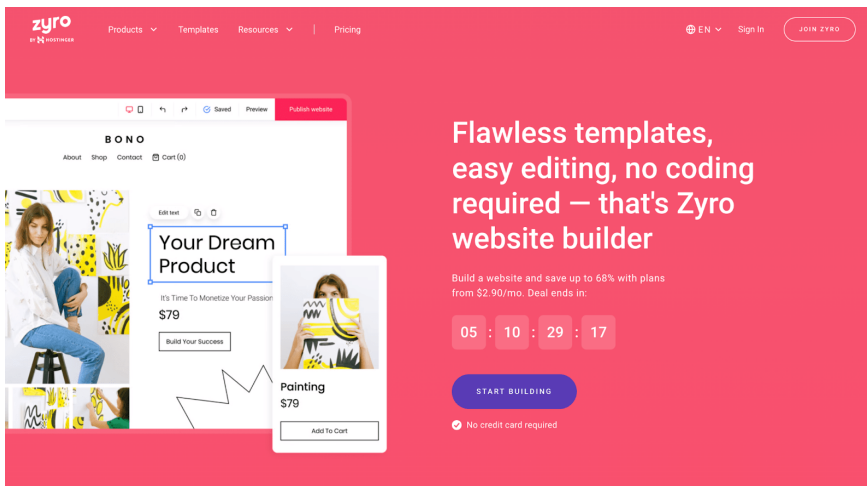 zyro
BY HOSTINGER
Products
Templates
Resources
Pricing
EN
Sign In
JOIN ZYRO
Saved
Preview
Publish website
BONO
About
Shop
Contact
Cart (0)
Edit text
Your Dream
Product
It's Time To Monetize Your Passion
$79
Build Your Success
Painting
$79
Add To Cart
Flawless templates,
easy editing, no coding
required — that's Zyro
website builder
Build a website and save up to 68% with plans
from $2.90/mo. Deal ends in:
05 : 10 : 29 : 17
START BUILDING
No credit card required